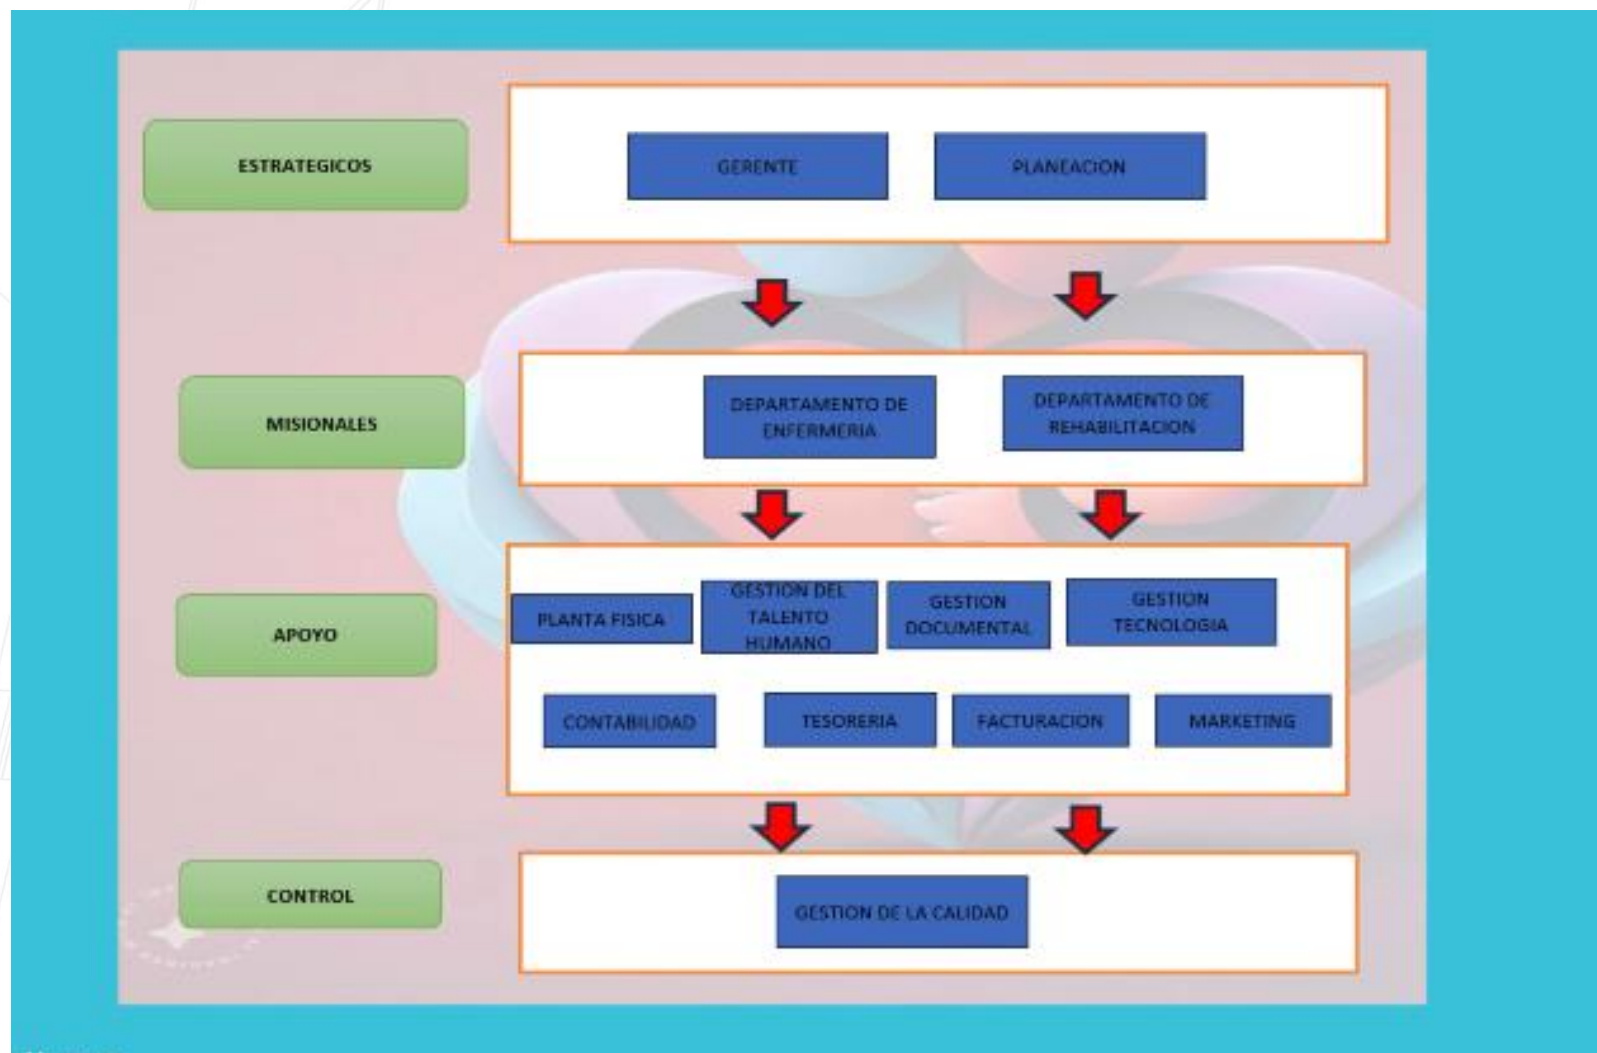 ESTRATEGICOS
GERENTE
PLANEACION
MISIONALES
DEPARTAMENTO DE
ENFERMERIA
DEPARTAMENTO DE
REHABILITACION
APOYO
PLANTA FISICA
GESTION DEL
TALENTO
HUMANO
GESTION
DOCUMENTAL
GESTION
TECNOLOGIA
CONTABILIDAD
TESORERIA
FACTURACION
MARKETING
CONTROL
GESTION DE LA CALIDAD